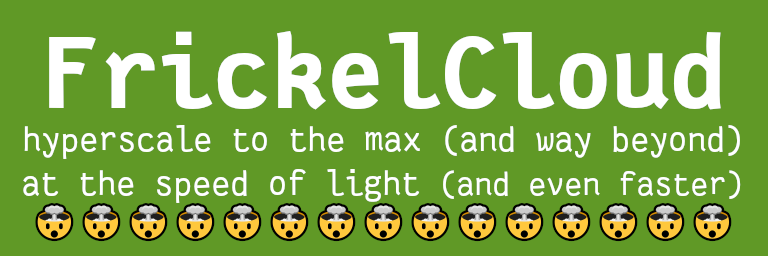 FrickelCloud
hyperscale to the max (and way beyond)
at the speed of light (and even faster)
🤯🤯🤯🤯🤯🤯🤯🤯🤯🤯🤯🤯🤯🤯🤯